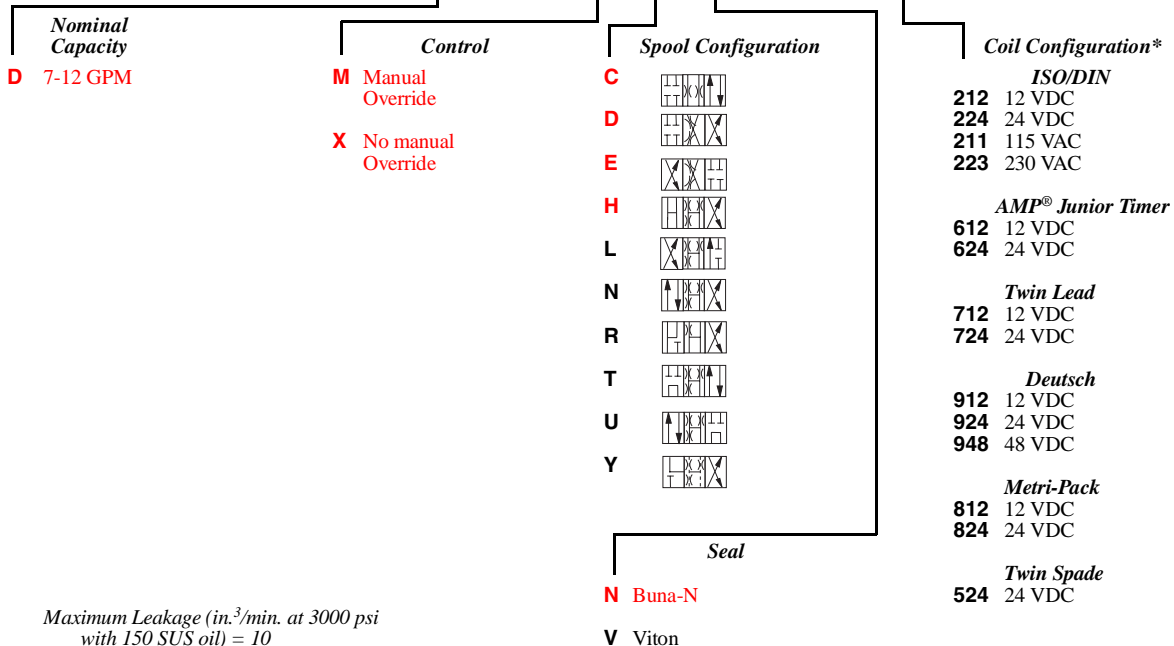 Nominal
Capacity
D 7-12 GPM
Control
M Manual
Override
X No manual
Override
Spool Configuration
C
D
E
H
L
N
R
T
U
Y
Seal
N Buna-N
V Viton
Coil Configuration*
ISO/DIN
212 12 VDC
224 24 VDC
211 115 VAC
223 230 VAC
AMP® Junior Timer
612 12 VDC
624 24 VDC
Twin Lead
712 12 VDC
724 24 VDC
Deutsch
912 12 VDC
924 24 VDC
948 48 VDC
Metri-Pack
812 12 VDC
824 24 VDC
Twin Spade
524 24 VDC
Maximum Leakage (in.³/min. at 3000 psi
with 150 SUS oil) = 10